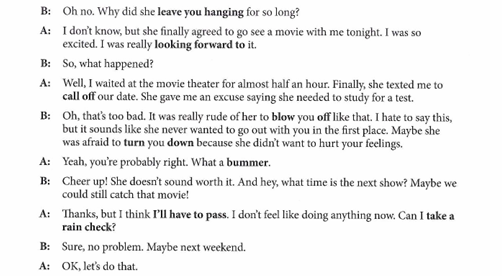 B: Oh no. Why did she leave you hanging for so long?
A: I don't know, but she finally agreed to go see a movie with me tonight. I was so
excited. I was really looking forward to it.
B: So, what happened?
A: Well, I waited at the movie theater for almost half an hour. Finally, she texted me to
call off our date. She gave me an excuse saying she needed to study for a test.
B: Oh, that's too bad. It was really rude of her to blow you off like that. I hate to say this,
but it sounds like she never wanted to go out with you in the first place. Maybe she
was afraid to turn you down because she didn't want to hurt your feelings.
A: Yeah, you're probably right. What a bummer.
B: Cheer up! She doesn't sound worth it. And hey, what time is the next show? Maybe we
could still catch that movie!
A: Thanks, but I think I'll have to pass. I don't feel like doing anything now. Can I take a
rain check?
B: Sure, no problem. Maybe next weekend.
A: OK, let's do that.